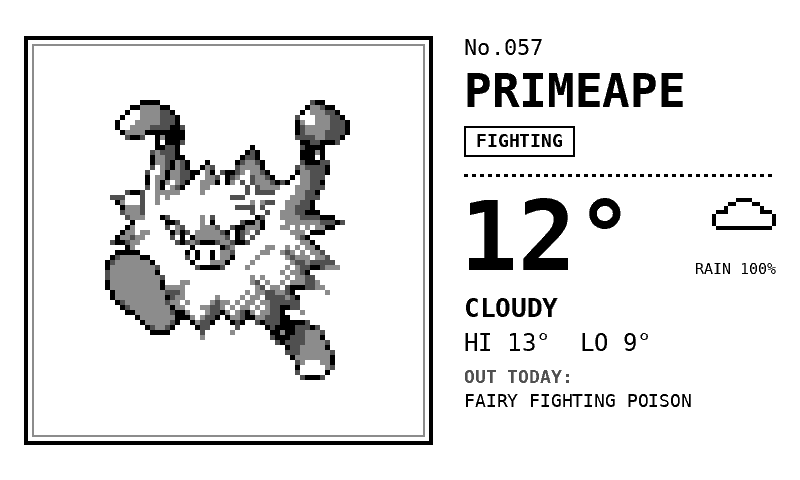 No.057
PRIMEAPE
FIGHTING
12°
RAIN 100%
CLOUDY
HI 13° LO 9°
OUT TODAY:
FAIRY FIGHTING POISON